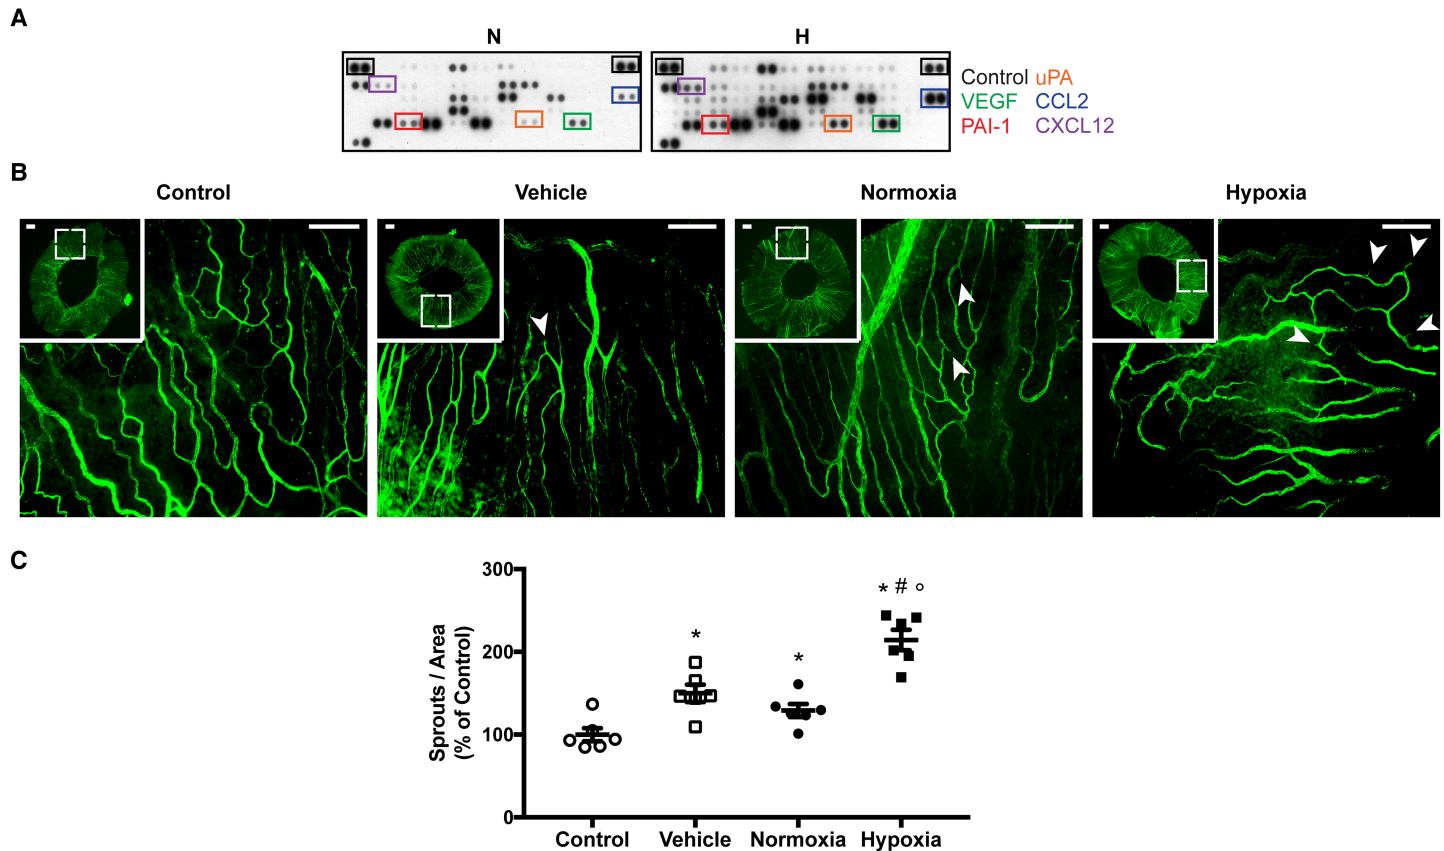 A
N H
Control uPA
VEGF CCL2
PAI-1 CXCL12
B
Control Vehicle Normoxia Hypoxia
C
Sprouts / Area
(% of Control)
300
200
100
0
*
*
* # °
Control Vehicle Normoxia Hypoxia